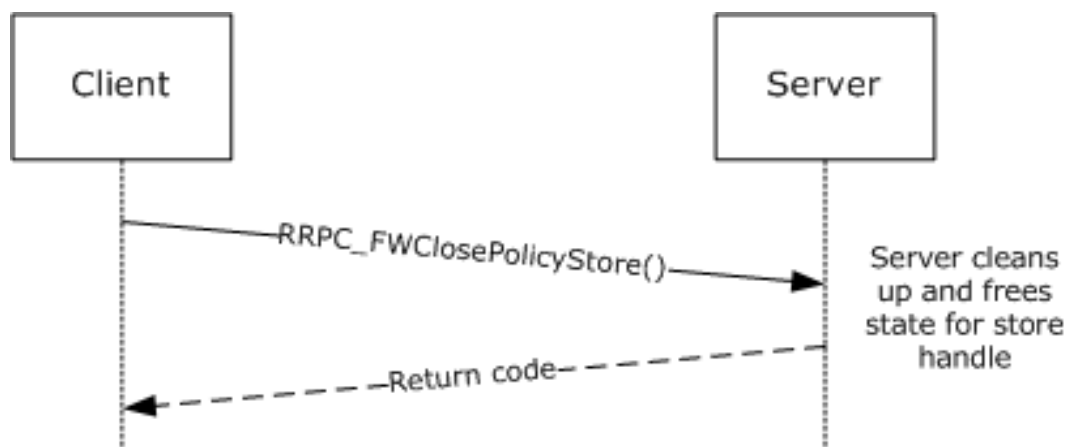 Client
Server
RRPC_FWClosePolicyStore()
Server cleans
up and frees
state for store
handle
Return code